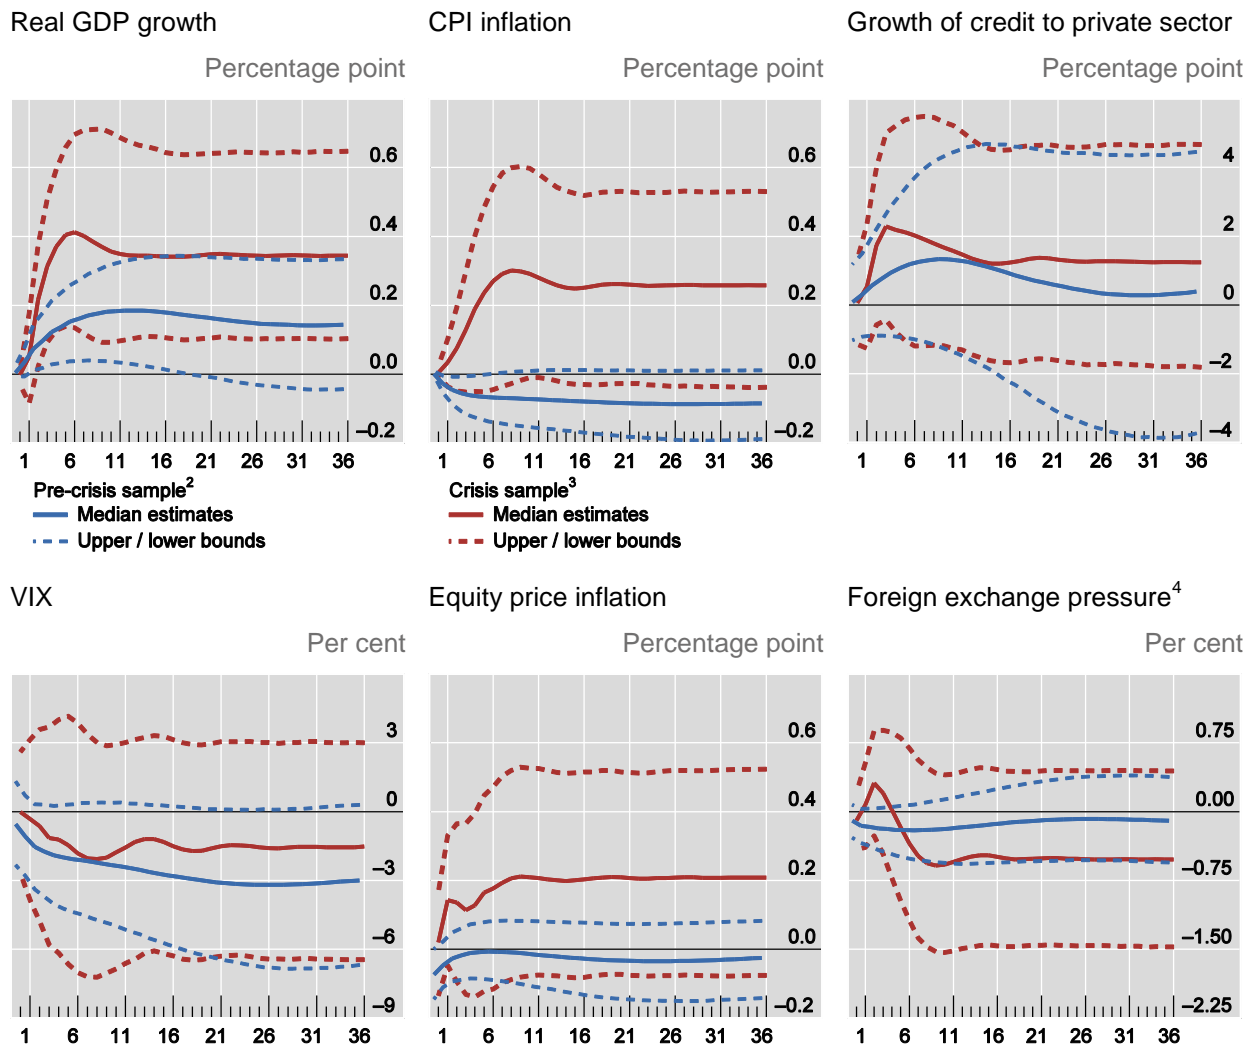 Real GDP growth
CPI inflation
Growth of credit to private sector
Percentage point
Percentage point
Percentage point
0.6
0.4
0.2
0.0
–0.2
0.6
0.4
0.2
0.0
–0.2
4
2
0
–2
–4
1 6 11 16 21 26 31 36
1 6 11 16 21 26 31 36
1 6 11 16 21 26 31 36
Pre-crisis sample2
Median estimates
Upper / lower bounds
Crisis sample3
Median estimates
Upper / lower bounds
VIX
Equity price inflation
Foreign exchange pressure4
Per cent
Percentage point
Per cent
3
0
–3
–6
–9
0.6
0.4
0.2
0.0
–0.2
0.75
0.00
–0.75
–1.50
–2.25
1 6 11 16 21 26 31 36
1 6 11 16 21 26 31 36
1 6 11 16 21 26 31 36